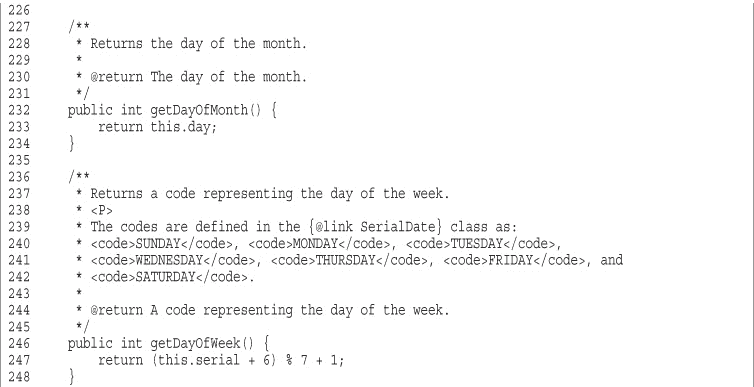 226
227     /**
228      * Returns the day of the month.
229      *
230      * @return The day of the month.
231      */
232     public int getDayOfMonth() {
233         return this.day;
234     }
235
236     /**
237      * Returns a code representing the day of the week.
238      * <P>
239      * The codes are defined in the {@link SerialDate} class as:
240      * <code>SUNDAY</code>, <code>MONDAY</code>, <code>TUESDAY</code>,
241      * <code>WEDNESDAY</code>, <code>THURSDAY</code>, <code>FRIDAY</code>, and
242      * <code>SATURDAY</code>.
243      *
244      * @return A code representing the day of the week.
245      */
246     public int getDayOfWeek() {
247         return (this.serial + 6) % 7 + 1;
248     }